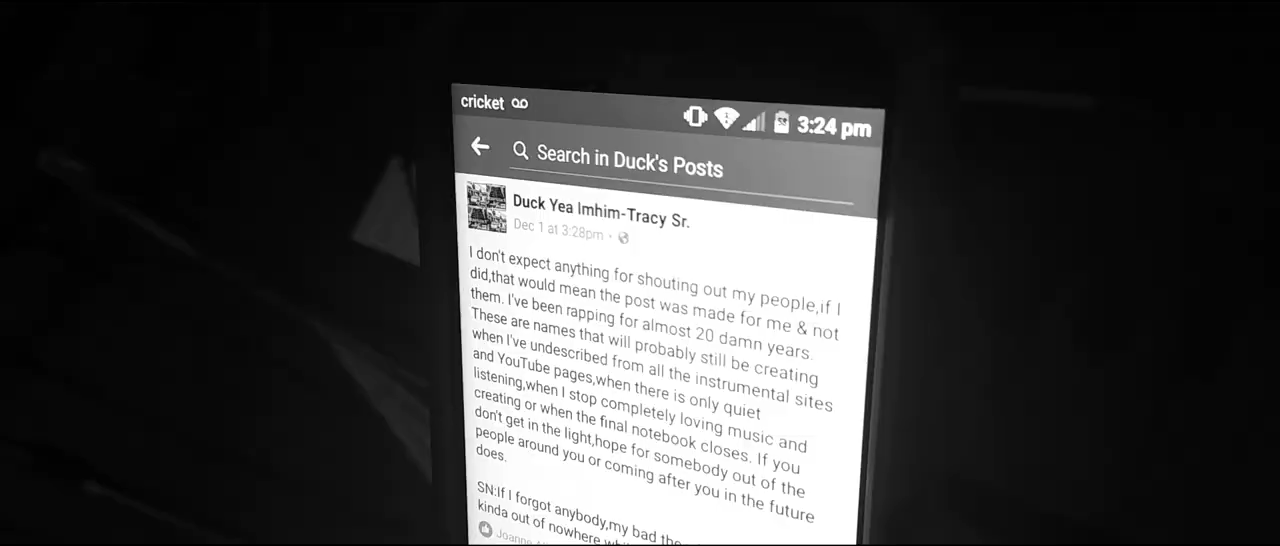 cricket
3:24 pm
Search in Duck's Posts
Duck Yea Imhim-Tracy Sr.
Dec 1 at 3:28pm
I don't expect anything for shouting out my people,if I
did,that would mean the post was made for me & not
them. I've been rapping for almost 20 damn years.
These are names that will probably still be creating
when I've undescribed from all the instrumental sites
and YouTube pages,when there is only quiet
listening,when I stop completely loving music and
creating or when the final notebook closes. If you
don't get in the light,hope for somebody out of the
people around you or coming after you in the future
does.
SN:If I forgot anybody,my bad
kinda out of nowhere
Joanne